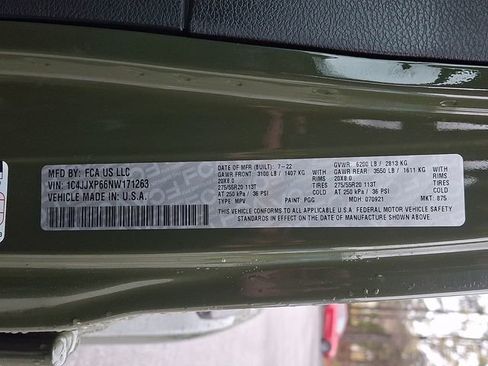 MFD BY: FCA US LLC
VIN: 1C4JJXP66NW171263
VEHICLE MADE IN: U.S.A.
DATE OF MFR (BUILT): 7-22
GVWR: 6200 LB / 2813 KG
GAWR FRONT: 3100 LB / 1407 KG WITH
GAWR REAR: 3550 LB / 1611 KG WITH
20X8.0 RIMS
20X8.0 RIMS
275/55R20 113T TIRES
275/55R20 113T TIRES
AT 250 kPa / 36 PSI COLD
AT 250 KPa / 36 PSI COLD
TYPE: MPV PAINT: PGG MDH: 070921 MKT: 875
THIS VEHICLE CONFORMS TO ALL APPLICABLE U.S.A. FEDERAL MOTOR VEHICLE SAFETY
STANDARDS IN EFFECT ON THE DATE OF MANUFACTURE SHOWN ABOVE